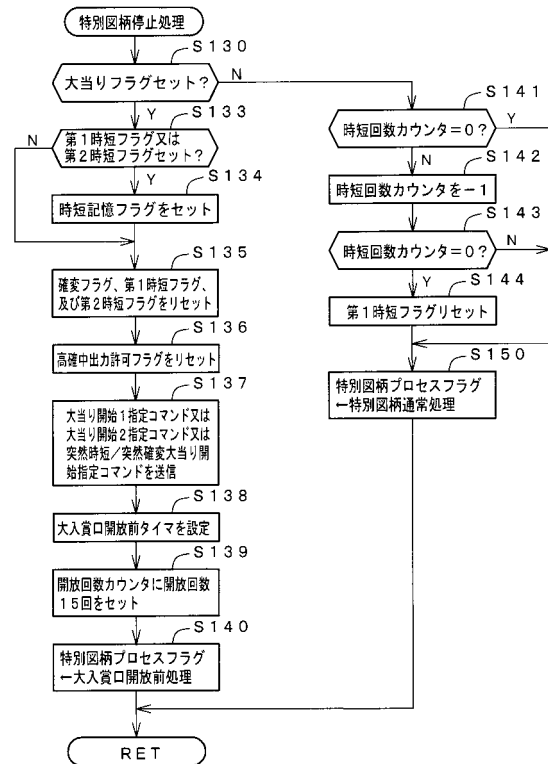 特別図柄停止処理
S130
大当りフラグセット?
N
Y
S133
第1時短フラグ又は
第2時短フラグセット?
N
Y
S134
時短記憶フラグをセット
S135
確変フラグ、第1時短フラグ、
及び第2時短フラグをリセット
S136
高確中出力許可フラグをリセット
S137
大当り開始1指定コマンド又は
大当り開始2指定コマンド又は
突然時短/突然確変大当り開
始指定コマンドを送信
S138
大入賞口開放前タイマを設定
S139
開放回数カウンタに開放回数
15回をセット
S140
特別図柄プロセスフラグ
←大入賞口開放前処理
S141
時短回数カウンタ=0?
Y
N
S142
時短回数カウンタを-1
S143
時短回数カウンタ=0?
N
Y
S144
第1時短フラグリセット
S150
特別図柄プロセスフラグ
←特別図柄通常処理
RET